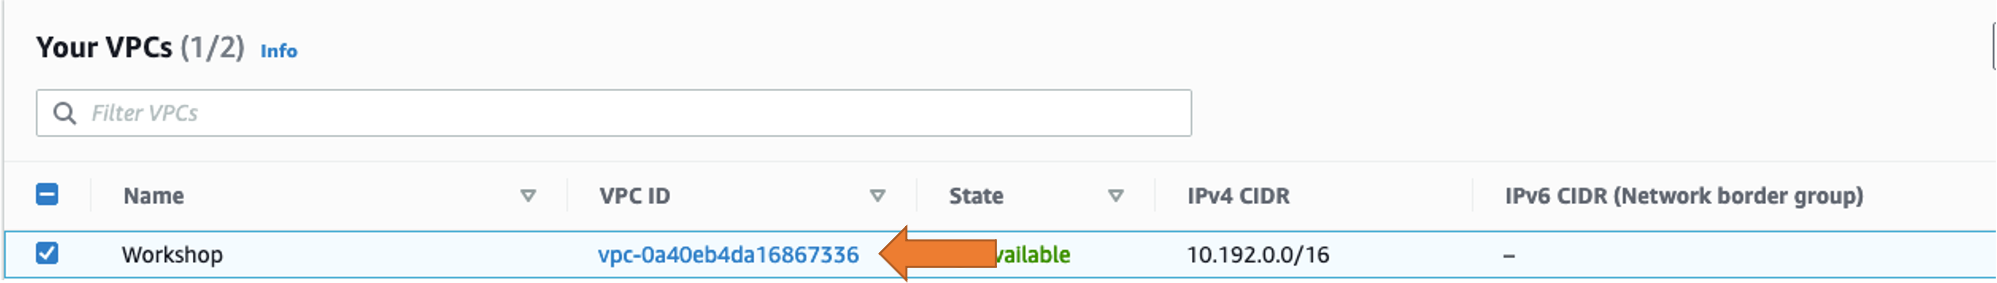 Your VPCs (1/2) Info
Filter VPCs
Name VPC ID State IPv4 CIDR IPv6 CIDR (Network border group)
Workshop vpc-0a40eb4da16867336 vailable 10.192.0.0/16 –